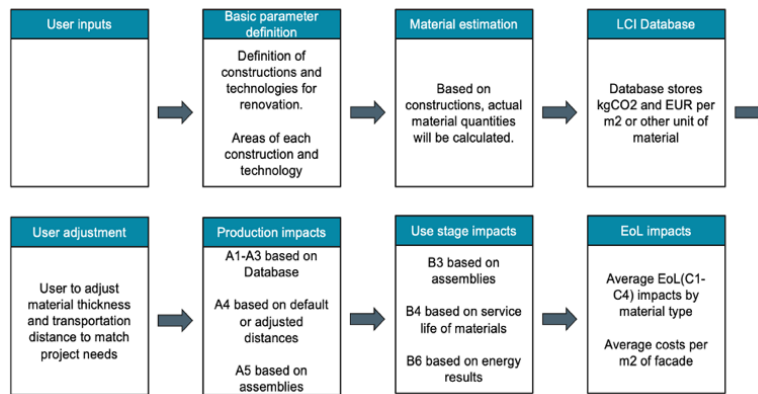 User inputs
Basic parameter
definition
Definition of
constructions and
technologies for
renovation.
Areas of each
construction and
technology
Material estimation
Based on
constructions, actual
material quantities
will be calculated.
LCI Database
Database stores
kgCO2 and EUR per
m2 or other unit of
material
User adjustment
User to adjust
material thickness
and transportation
distance to match
project needs
Production impacts
A1-A3 based on
Database
A4 based on default
or adjusted
distances
A5 based on
assemblies
Use stage impacts
B3 based on
assemblies
B4 based on service
life of materials
B6 based on energy
results
EoL impacts
Average EoL(C1-
C4) impacts by
material type
Average costs per
m2 of facade